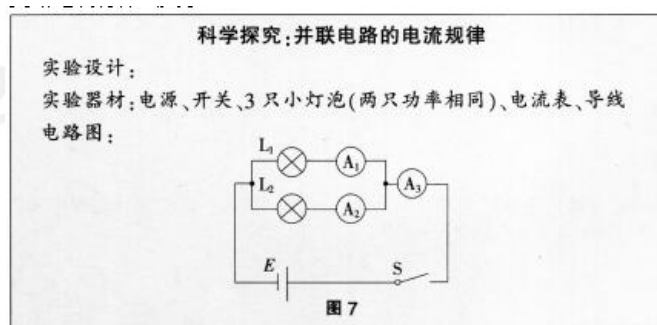 科学探究:并联电路的电流规律
实验设计:
实验器材:电源、开关、3只小灯泡(两只功率相同)、电流表、导线
电路图:
L₁
A₁
L₂
A₂
A₃
E
S
图7